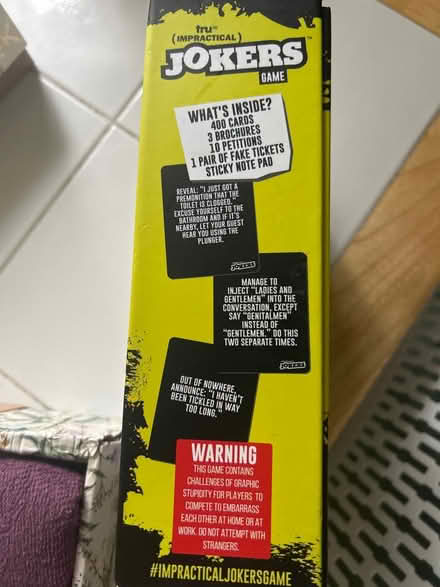 truTV
(IMPRACTICAL)
JOKERS™
GAME
WHAT'S INSIDE?
400 CARDS
3 BROCHURES
10 PETITIONS
1 PAIR OF FAKE TICKETS
STICKY NOTE PAD
REVEAL: "I JUST GOT A
PREMONITION THAT THE
TOILET IS CLOGGED."
EXCUSE YOURSELF TO THE
BATHROOM AND IF IT'S
NEARBY, LET YOUR GUEST
HEAR YOU USING THE
PLUNGER.
JOKERS
MANAGE TO
INJECT "LADIES AND
GENTLEMEN" INTO THE
CONVERSATION, EXCEPT
SAY "GENITALMEN"
INSTEAD OF
"GENTLEMEN." DO THIS
TWO SEPARATE TIMES.
JOKERS
OUT OF NOWHERE,
ANNOUNCE: "I HAVEN'T
BEEN TICKLED IN WAY
TOO LONG."
WARNING
THIS GAME CONTAINS
CHALLENGES OF GRAPHIC
STUPIDITY FOR PLAYERS TO
COMPETE TO EMBARRASS
EACH OTHER AT HOME OR AT
WORK. DO NOT ATTEMPT WITH
STRANGERS.
#IMPRACTICALJOKERSGAME